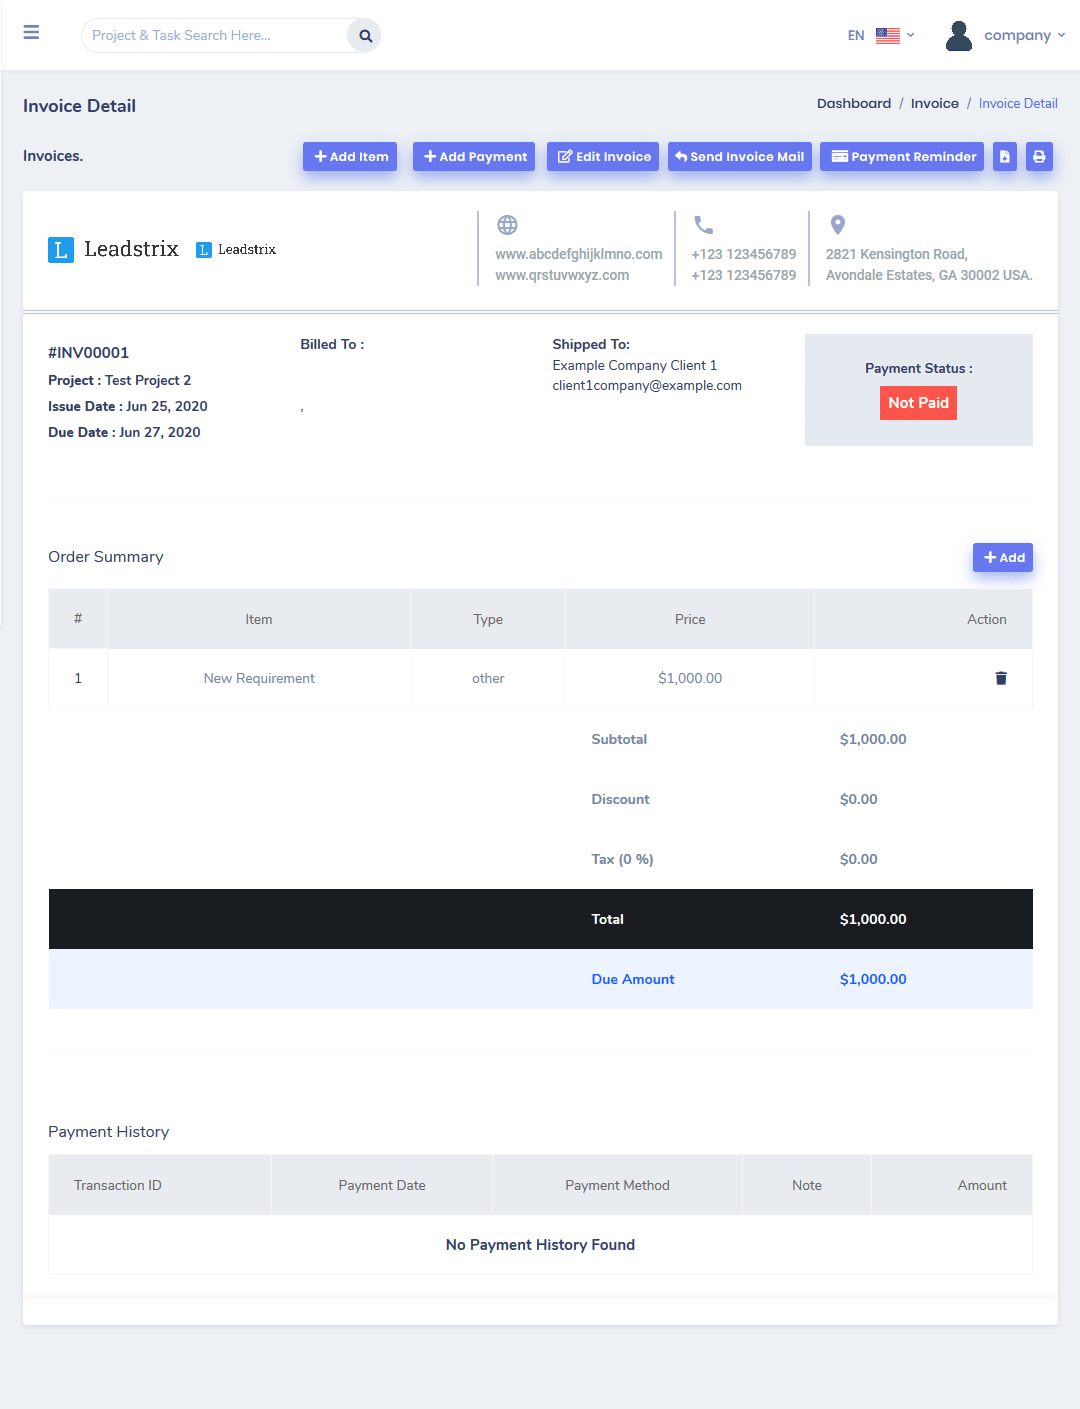 Project & Task Search Here...
EN
company
Invoice Detail
Dashboard / Invoice / Invoice Detail
Invoices.
Add Item
Add Payment
Edit Invoice
Send Invoice Mail
Payment Reminder
L Leadstrix
L Leadstrix
www.abcdefghijklmno.com
www.qrstuvwxyz.com
+123 123456789
+123 123456789
2821 Kensington Road,
Avondale Estates, GA 30002 USA.
#INV00001
Project : Test Project 2
Issue Date : Jun 25, 2020
Due Date : Jun 27, 2020
Billed To :
,
Shipped To:
Example Company Client 1
client1company@example.com
Payment Status :
Not Paid
Order Summary
Add
# Item Type Price Action
1 New Requirement other $1,000.00
Subtotal $1,000.00
Discount $0.00
Tax (0 %) $0.00
Total $1,000.00
Due Amount $1,000.00
Payment History
Transaction ID Payment Date Payment Method Note Amount
No Payment History Found